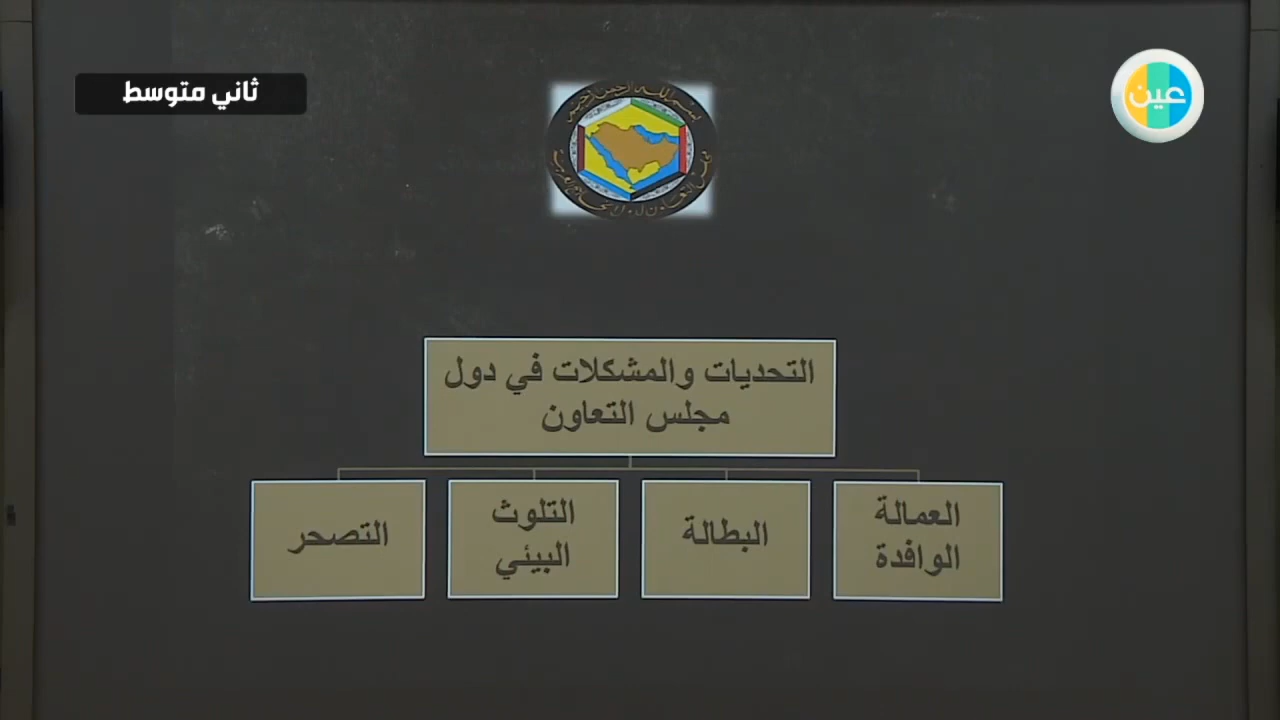 ثاني متوسط
عين
التحديات والمشكلات في دول
مجلس التعاون
العمالة
الوافدة
البطالة
التلوث
البيئي
التصحر